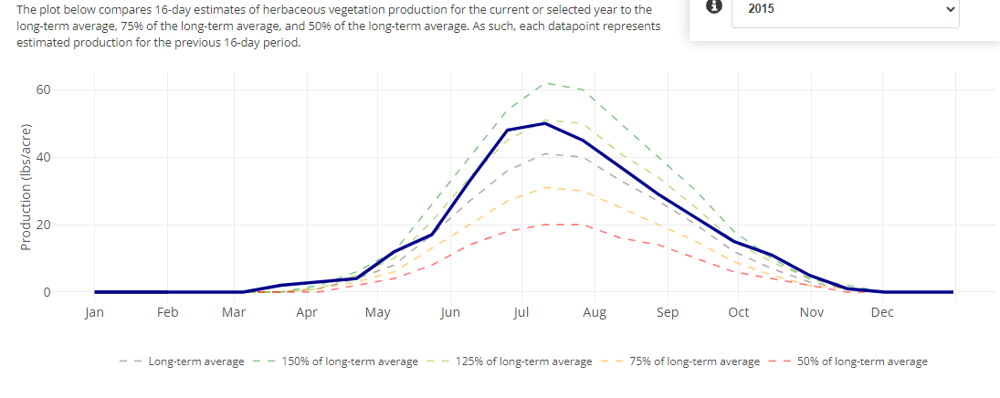 The plot below compares 16-day estimates of herbaceous vegetation production for the current or selected year to the
long-term average, 75% of the long-term average, and 50% of the long-term average. As such, each datapoint represents
estimated production for the previous 16-day period.
i
2015
Production (lbs/acre)
60
40
20
0
Jan Feb Mar Apr May Jun Jul Aug Sep Oct Nov Dec
Long-term average 150% of long-term average 125% of long-term average 75% of long-term average 50% of long-term average